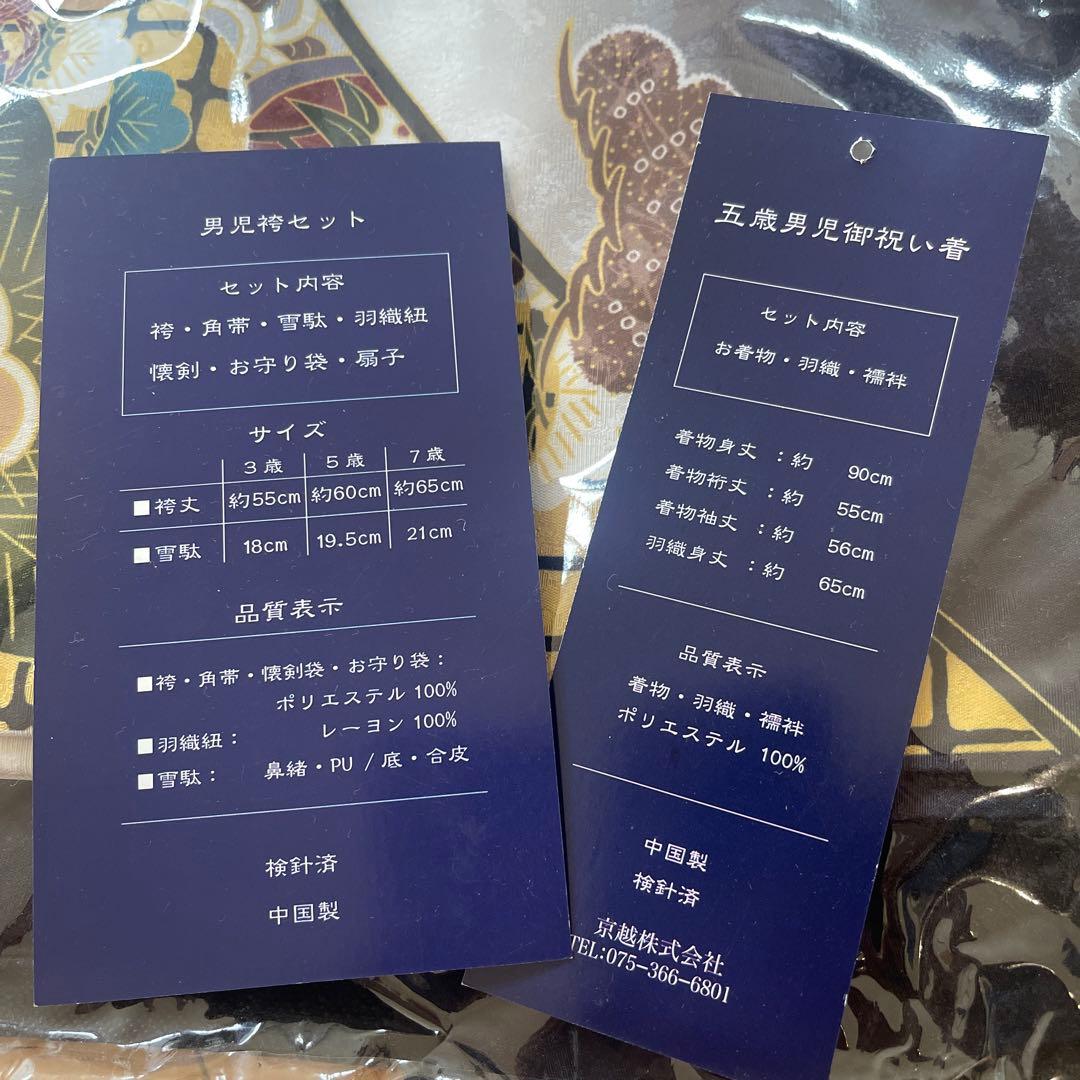 男児袴セット
セット内容
袴・角帯・雪駄・羽織紐
懐剣・お守り袋・扇子
サイズ
3歳 5歳 7歳
■袴丈 約55cm 約60cm 約65cm
■雪駄 18cm 19.5cm 21cm
品質表示
■袴・角帯・懐剣袋・お守り袋：
ポリエステル 100%
■羽織紐： レーヨン 100%
■雪駄： 鼻緒・PU / 底・合皮
検針済
中国製
五歳男児御祝い着
セット内容
お着物・羽織・襦袢
着物身丈 ：約 90cm
着物裄丈 ：約 55cm
着物袖丈 ：約 56cm
羽織身丈 ：約 65cm
品質表示
着物・羽織・襦袢
ポリエステル 100%
中国製
検針済
京越株式会社
TEL:075-366-6801